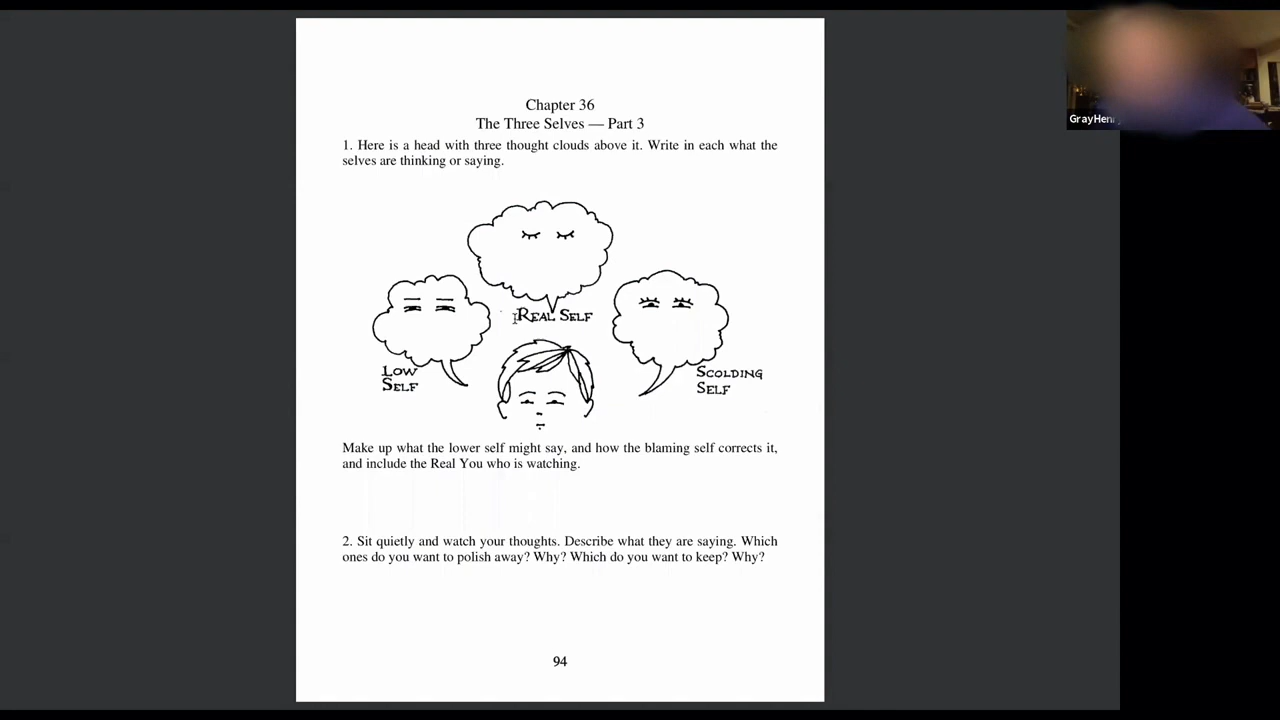 Chapter 36
The Three Selves — Part 3
1. Here is a head with three thought clouds above it. Write in each what the
selves are thinking or saying.
REAL SELF
LOW
SELF
SCOLDING
SELF
Make up what the lower self might say, and how the blaming self corrects it,
and include the Real You who is watching.
2. Sit quietly and watch your thoughts. Describe what they are saying. Which
ones do you want to polish away? Why? Which do you want to keep? Why?
94
GrayHen